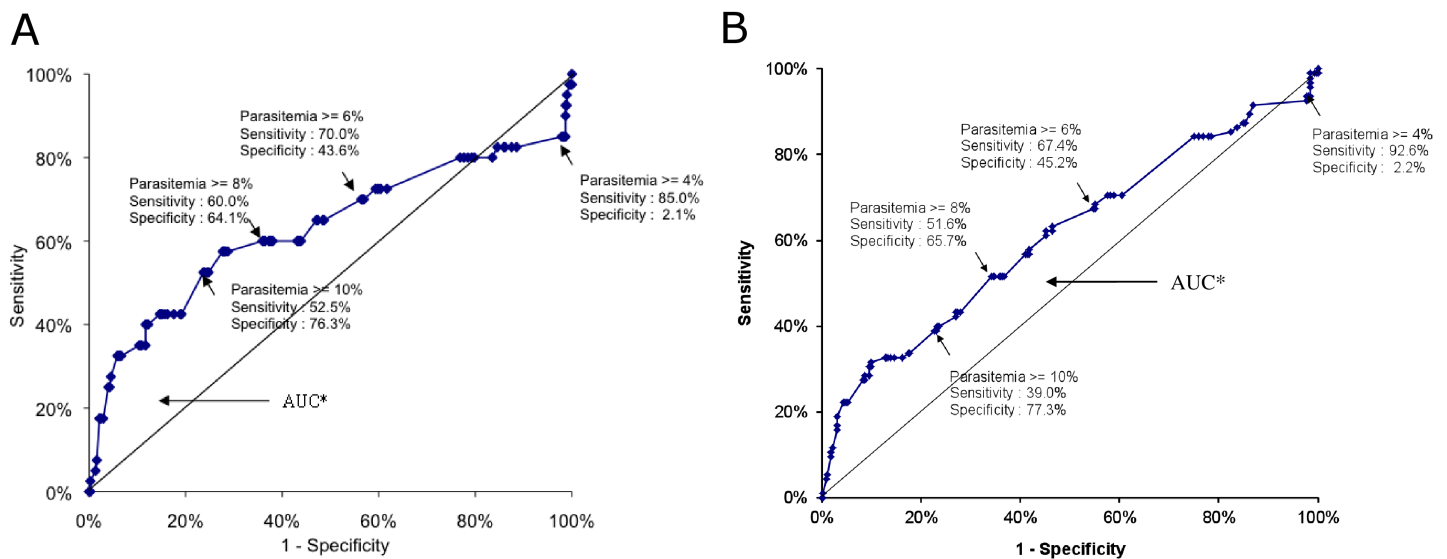 A
100%
80%
60%
40%
20%
0%
Sensitivity
0%
20%
40%
60%
80%
100%
1 - Specificity
Parasitemia >= 6%
Sensitivity : 70.0%
Specificity : 43.6%
Parasitemia >= 8%
Sensitivity : 60.0%
Specificity : 64.1%
Parasitemia >= 4%
Sensitivity : 85.0%
Specificity :  2.1%
Parasitemia >= 10%
Sensitivity : 52.5%
Specificity : 76.3%
AUC*
B
100%
80%
60%
40%
20%
0%
Sensitivity
0%
20%
40%
60%
80%
100%
1 - Specificity
Parasitemia >= 6%
Sensitivity : 67.4%
Specificity : 45.2%
Parasitemia >= 4%
Sensitivity : 92.6%
Specificity :  2.2%
Parasitemia >= 8%
Sensitivity : 51.6%
Specificity : 65.7%
AUC*
Parasitemia >= 10%
Sensitivity : 39.0%
Specificity : 77.3%